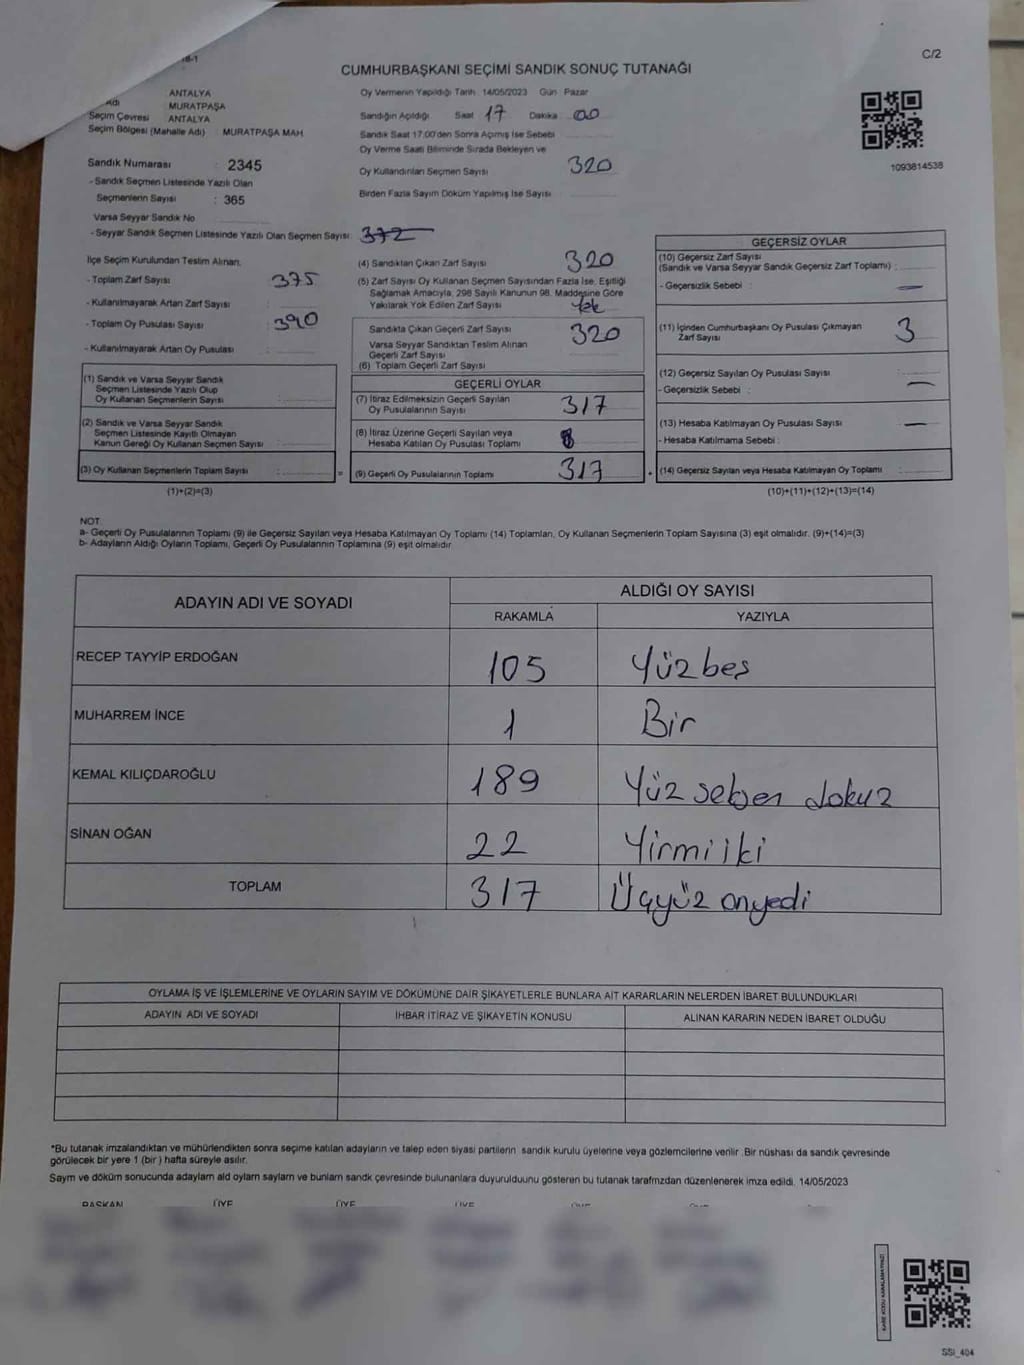 C/2
CUMHURBAŞKANI SEÇİMİ SANDIK SONUÇ TUTANAĞI
ANTALYA
MURATPAŞA
Seçim Çevresi ANTALYA
Seçim Bölgesi (Mahalle Adı) : MURATPAŞA MAH.
Sandık Numarası : 2345
- Sandık Seçmen Listesinde Yazılı Olan
Seçmenlerin Sayısı : 365
Varsa Seyyar Sandık No
- Seyyar Sandık Seçmen Listesinde Yazılı Olan Seçmen Sayısı: 372
Oy Vermenin Yapıldığı Tarih : 14/05/2023 Gün : Pazar
Sandığın Açıldığı Saat 17 Dakika 00
Sandık Saat 17.00'den Sonra Açılmış İse Sebebi
Oy Verme Saati Bitiminde Sırada Bekleyen ve
Oy Kullandırılan Seçmen Sayısı 320
Birden Fazla Sayım Döküm Yapılmış İse Sayısı
1093814538
İlçe Seçim Kurulundan Teslim Alınan:
- Toplam Zarf Sayısı : 375
- Kullanılmayarak Artan Zarf Sayısı :
- Toplam Oy Pusulası Sayısı : 390
- Kullanılmayarak Artan Oy Pusulası :
(1) Sandık ve Varsa Seyyar Sandık
Seçmen Listesinde Yazılı Olup
Oy Kullanan Seçmenlerin Sayısı :
(2) Sandık ve Varsa Seyyar Sandık
Seçmen Listesinde Kayıtlı Olmayan
Kanun Gereği Oy Kullanan Seçmen Sayısı :
(3) Oy Kullanan Seçmenlerin Toplam Sayısı :
(1)+(2)=(3)
(4) Sandıktan Çıkan Zarf Sayısı 320
(5) Zarf Sayısı Oy Kullanan Seçmen Sayısından Fazla İse, Eşitliği
Sağlamak Amacıyla, 298 Sayılı Kanunun 98. Maddesine Göre
Yakılarak Yok Edilen Zarf Sayısı Yok
Sandıkta Çıkan Geçerli Zarf Sayısı 320
Varsa Seyyar Sandıktan Teslim Alınan
Geçerli Zarf Sayısı
(6) Toplam Geçerli Zarf Sayısı
GEÇERLİ OYLAR
(7) İtiraz Edilmeksizin Geçerli Sayılan
Oy Pusulalarının Sayısı 317
(8) İtiraz Üzerine Geçerli Sayılan veya
Hesaba Katılan Oy Pusulası Toplamı
= (9) Geçerli Oy Pusulalarının Toplamı 317
GEÇERSİZ OYLAR
(10) Geçersiz Zarf Sayısı
(Sandık ve Varsa Seyyar Sandık Geçersiz Zarf Toplamı) :
- Geçersizlik Sebebi : —
(11) İçinden Cumhurbaşkanı Oy Pusulası Çıkmayan
Zarf Sayısı 3
(12) Geçersiz Sayılan Oy Pusulası Sayısı :
- Geçersizlik Sebebi : —
(13) Hesaba Katılmayan Oy Pusulası Sayısı : —
- Hesaba Katılmama Sebebi :
+ (14) Geçersiz Sayılan veya Hesaba Katılmayan Oy Toplamı :
(10)+(11)+(12)+(13)=(14)
NOT:
a- Geçerli Oy Pusulalarının Toplamı (9) ile Geçersiz Sayılan veya Hesaba Katılmayan Oy Toplamı (14) Toplamları, Oy Kullanan Seçmenlerin Toplam Sayısına (3) eşit olmalıdır. (9)+(14)=(3)
b- Adayların Aldığı Oyların Toplamı, Geçerli Oy Pusulalarının Toplamına (9) eşit olmalıdır
ADAYIN ADI VE SOYADI ALDIĞI OY SAYISI
RAKAMLA YAZIYLA
RECEP TAYYİP ERDOĞAN 105 Yüzbeş
MUHARREM İNCE 1 Bir
KEMAL KILIÇDAROĞLU 189 Yüz seksen dokuz
SİNAN OĞAN 22 Yirmi iki
TOPLAM 317 Üçyüz onyedi
OYLAMA İŞ VE İŞLEMLERİNE VE OYLARIN SAYIM VE DÖKÜMÜNE DAİR ŞİKAYETLERLE BUNLARA AİT KARARLARIN NELERDEN İBARET BULUNDUKLARI
ADAYIN ADI VE SOYADI İHBAR İTİRAZ VE ŞİKAYETİN KONUSU ALINAN KARARIN NEDEN İBARET OLDUĞU
*Bu tutanak imzalandıktan ve mühürlendikten sonra seçime katılan adayların ve talep eden siyasi partilerin sandık kurulu üyelerine veya gözlemcilerine verilir. Bir nüshası da sandık çevresinde
görülecek bir yere 1 (bir ) hafta süreyle asılır.
Saym ve döküm sonucunda adaylarn ald oylarn saylarn ve bunlarn sandk çevresinde bulunanlara duyurulduunu gösteren bu tutanak tarafmzdan düzenlenerek imza edildi. 14/05/2023
BAŞKAN ÜYE ÜYE ÜYE
KARE KODU KARALAMAYINIZ!
SSI_404